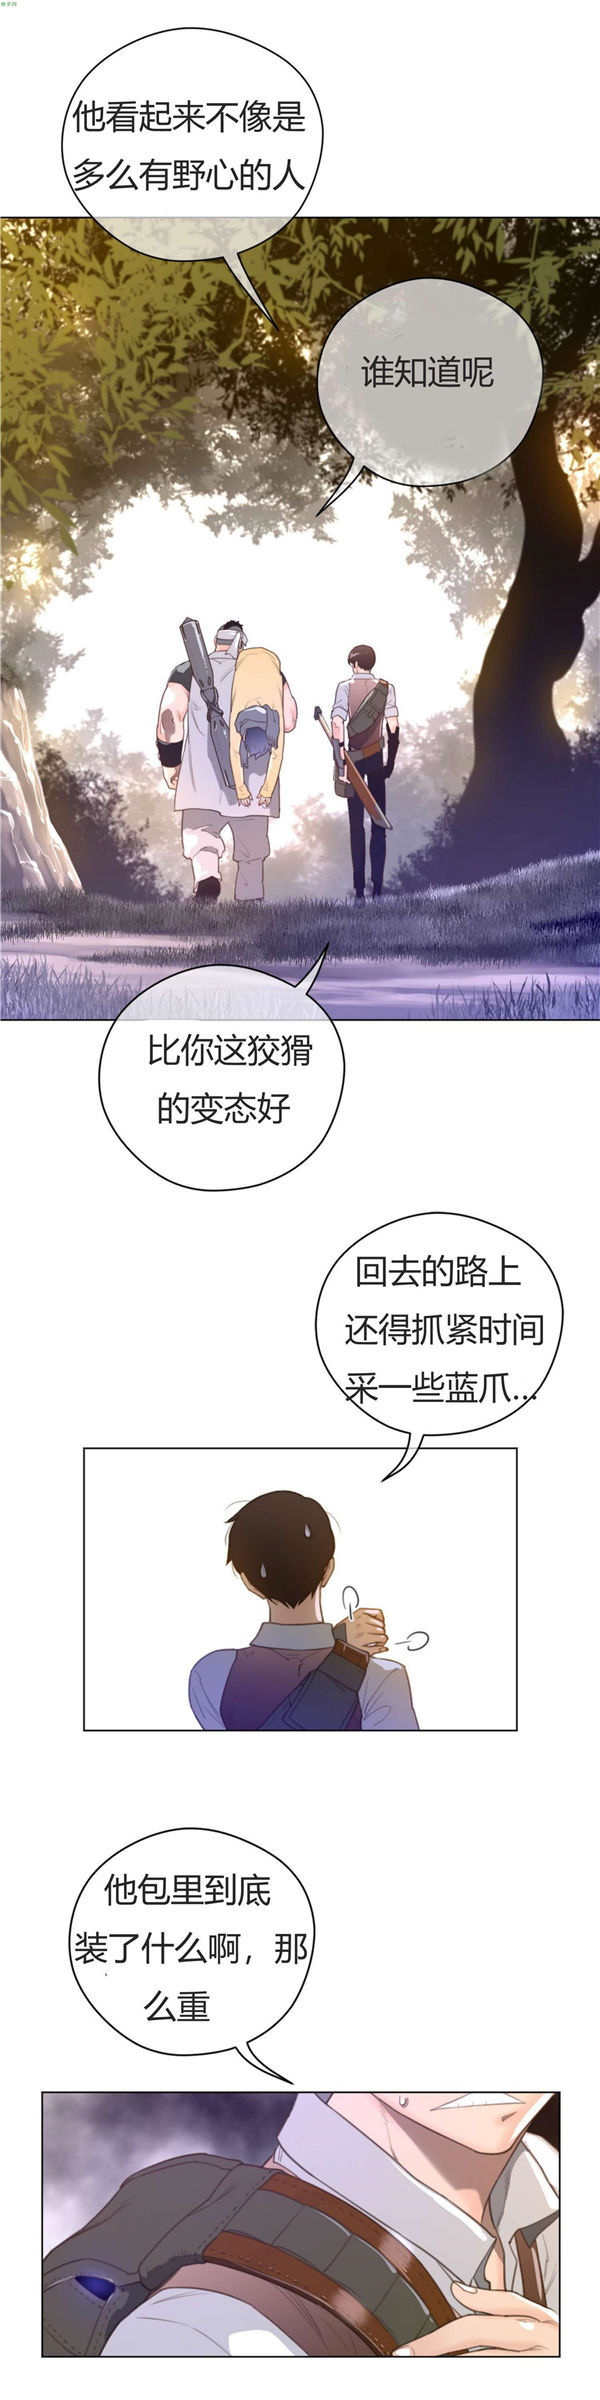 他看起来不像是
多么有野心的人
谁知道呢
比你这狡猾
的变态好
回去的路上
还得抓紧时间
采一些蓝爪...
他包里到底
装了什么啊，那
么重